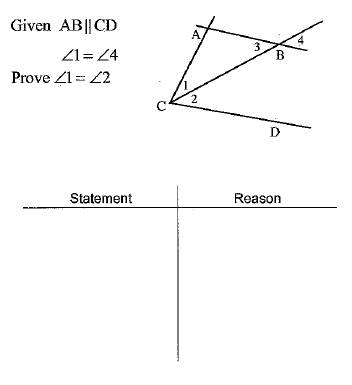 Given AB||CD
∠1=∠4
Prove ∠1=∠2
A
3
B
4
1
C
2
D
Statement Reason